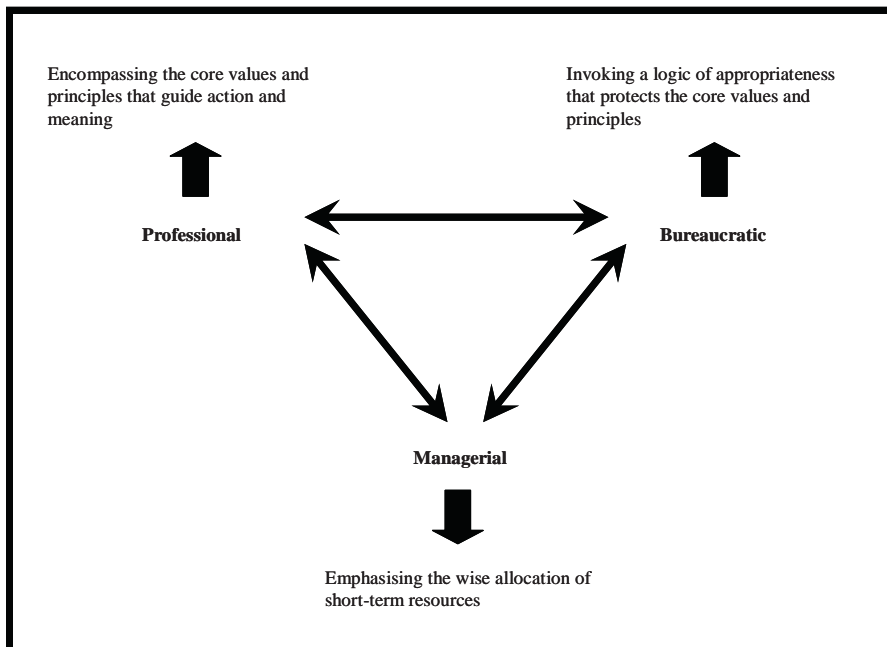 Encompassing the core values and
principles that guide action and
meaning
Invoking a logic of appropriateness
that protects the core values and
principles
Professional
Bureaucratic
Managerial
Emphasising the wise allocation of
short-term resources